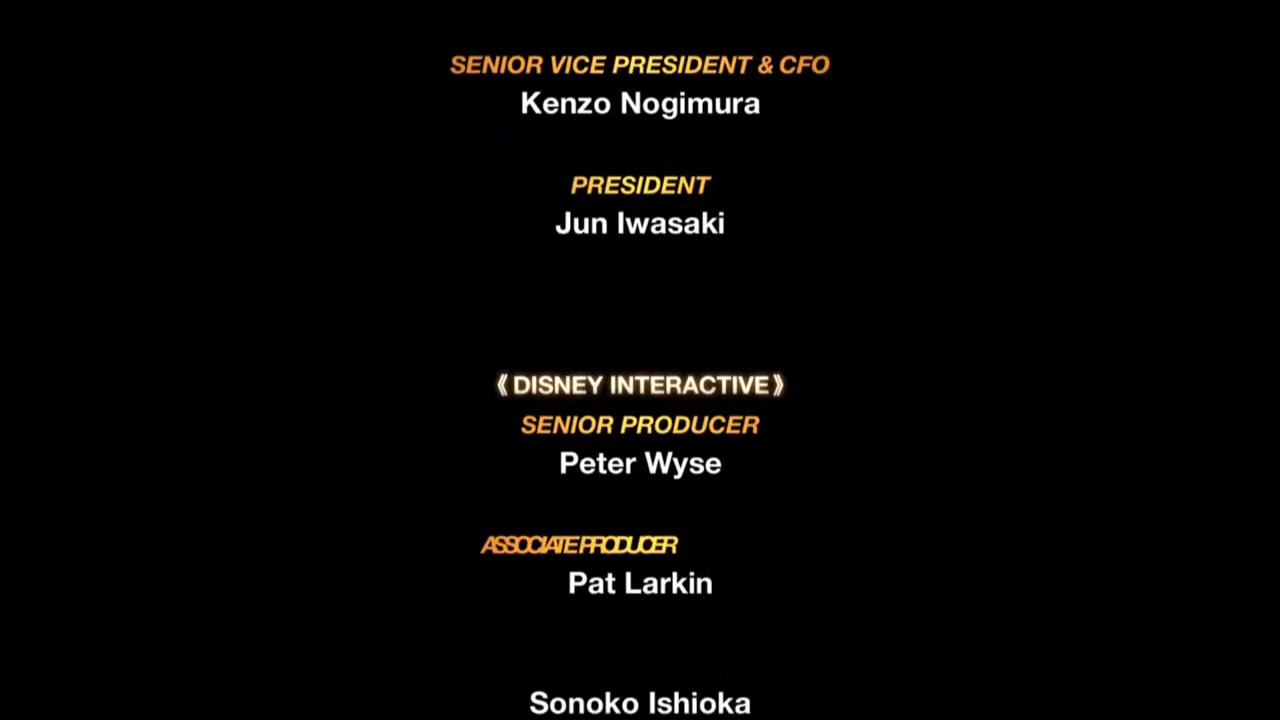 SENIOR VICE PRESIDENT & CFO
Kenzo Nogimura
PRESIDENT
Jun Iwasaki
《DISNEY INTERACTIVE》
SENIOR PRODUCER
Peter Wyse
ASSOCIATE PRODUCER
Pat Larkin
Sonoko Ishioka